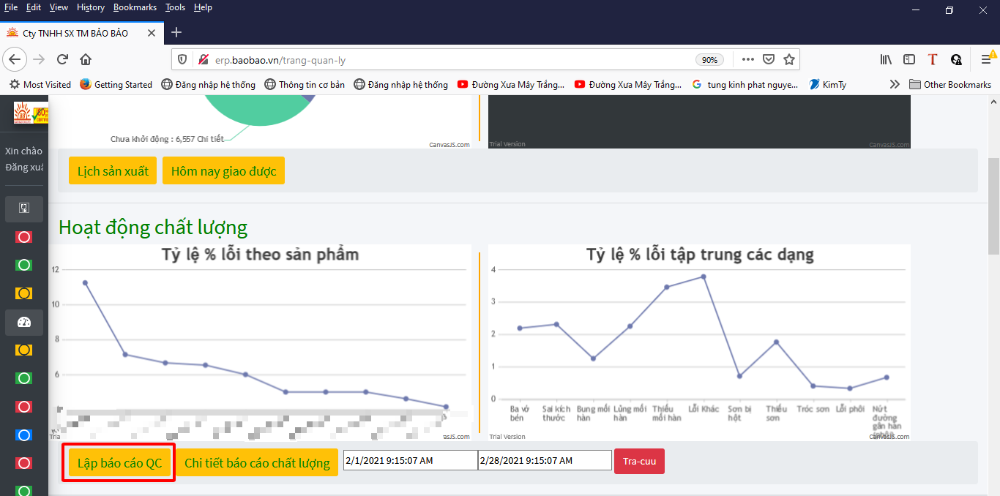 File Edit View History Bookmarks Tools Help
Cty TNHH SX TM BẢO BẢO
erp.baobao.vn/trang-quan-ly
90%
Most Visited Getting Started Đăng nhập hệ thống Thông tin cơ bản Đăng nhập hệ thống Đường Xưa Mây Trắng... Đường Xưa Mây Trắng... tung kinh phat nguye... KimTy Other Bookmarks
Xin chào
Đăng xuấ
Chưa khởi động : 6,557 Chi tiết
CanvasJS.com
Trial Version
CanvasJS.com
Lịch sản xuất Hôm nay giao được
Hoạt động chất lượng
Tỷ lệ % lỗi theo sản phẩm
12
10
8
6
Tria
asJS.com
Tỷ lệ % lỗi tập trung các dạng
4
3
2
1
0
Ba vớ bén
Sai kích thước
Bung mối hàn
Lủng mối hàn
Thiếu mối hàn
Lỗi Khác
Sơn bị hột
Thiếu sơn
Tróc sơn
Lỗi phôi
Nứt đường gân hàn
Trial Version
CanvasJS.com
Lập báo cáo QC Chi tiết báo cáo chất lượng 2/1/2021 9:15:07 AM 2/28/2021 9:15:07 AM Tra-cuu